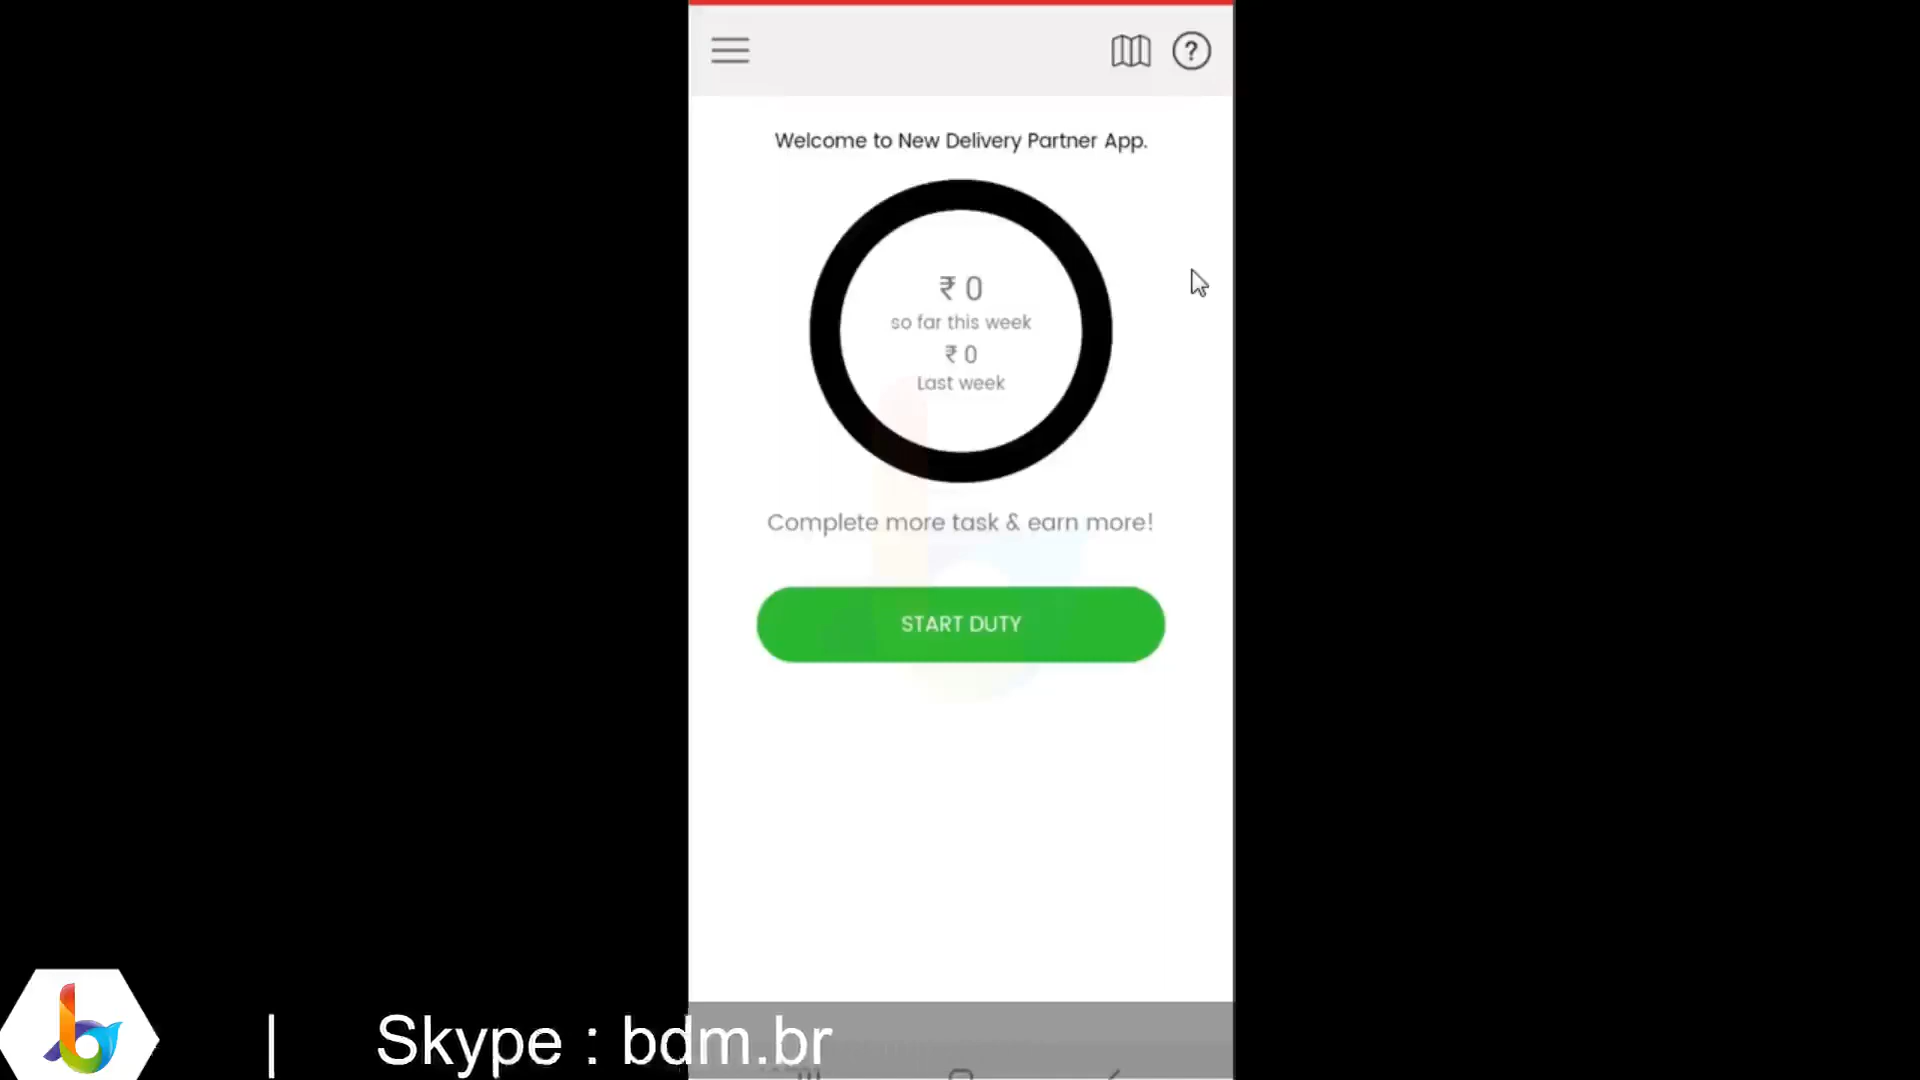 Welcome to New Delivery Partner App.
₹ 0
so far this week
₹ 0
Last week
Complete more task & earn more!
START DUTY
| Skype : bdm.br